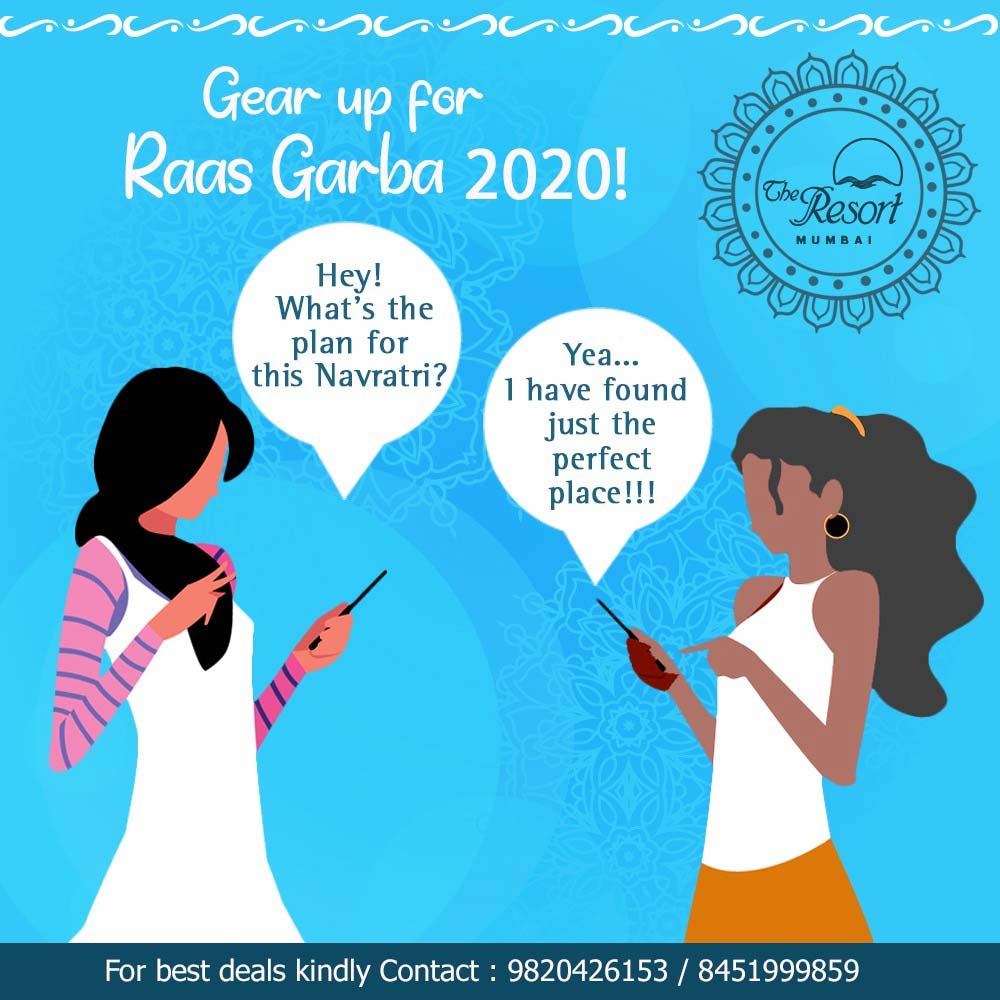 Gear up for
Raas Garba 2020!
The Resort
MUMBAI
Hey!
What's the
plan for
this Navratri?
Yea...
I have found
just the
perfect
place!!!
For best deals kindly Contact : 9820426153 / 8451999859